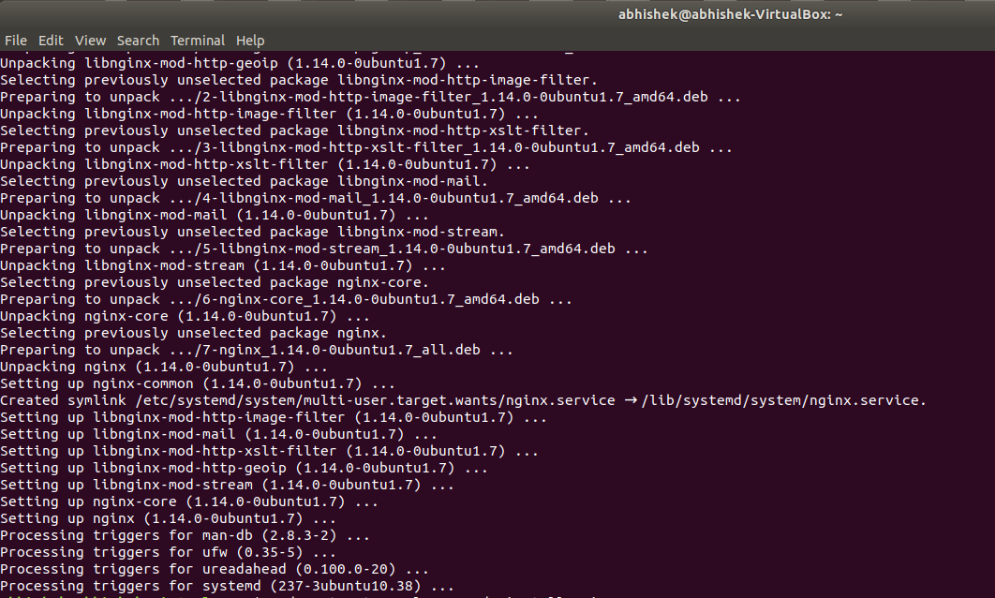 abhishek@abhishek-VirtualBox: ~
File Edit View Search Terminal Help
Unpacking libnginx-mod-http-geoip (1.14.0-0ubuntu1.7) ...
Selecting previously unselected package libnginx-mod-http-image-filter.
Preparing to unpack .../2-libnginx-mod-http-image-filter_1.14.0-0ubuntu1.7_amd64.deb ...
Unpacking libnginx-mod-http-image-filter (1.14.0-0ubuntu1.7) ...
Selecting previously unselected package libnginx-mod-http-xslt-filter.
Preparing to unpack .../3-libnginx-mod-http-xslt-filter_1.14.0-0ubuntu1.7_amd64.deb ...
Unpacking libnginx-mod-http-xslt-filter (1.14.0-0ubuntu1.7) ...
Selecting previously unselected package libnginx-mod-mail.
Preparing to unpack .../4-libnginx-mod-mail_1.14.0-0ubuntu1.7_amd64.deb ...
Unpacking libnginx-mod-mail (1.14.0-0ubuntu1.7) ...
Selecting previously unselected package libnginx-mod-stream.
Preparing to unpack .../5-libnginx-mod-stream_1.14.0-0ubuntu1.7_amd64.deb ...
Unpacking libnginx-mod-stream (1.14.0-0ubuntu1.7) ...
Selecting previously unselected package nginx-core.
Preparing to unpack .../6-nginx-core_1.14.0-0ubuntu1.7_amd64.deb ...
Unpacking nginx-core (1.14.0-0ubuntu1.7) ...
Selecting previously unselected package nginx.
Preparing to unpack .../7-nginx_1.14.0-0ubuntu1.7_all.deb ...
Unpacking nginx (1.14.0-0ubuntu1.7) ...
Setting up nginx-common (1.14.0-0ubuntu1.7) ...
Created symlink /etc/systemd/system/multi-user.target.wants/nginx.service → /lib/systemd/system/nginx.service.
Setting up libnginx-mod-http-image-filter (1.14.0-0ubuntu1.7) ...
Setting up libnginx-mod-mail (1.14.0-0ubuntu1.7) ...
Setting up libnginx-mod-http-xslt-filter (1.14.0-0ubuntu1.7) ...
Setting up libnginx-mod-http-geoip (1.14.0-0ubuntu1.7) ...
Setting up libnginx-mod-stream (1.14.0-0ubuntu1.7) ...
Setting up nginx-core (1.14.0-0ubuntu1.7) ...
Setting up nginx (1.14.0-0ubuntu1.7) ...
Processing triggers for man-db (2.8.3-2) ...
Processing triggers for ufw (0.35-5) ...
Processing triggers for ureadahead (0.100.0-20) ...
Processing triggers for systemd (237-3ubuntu10.38) ...